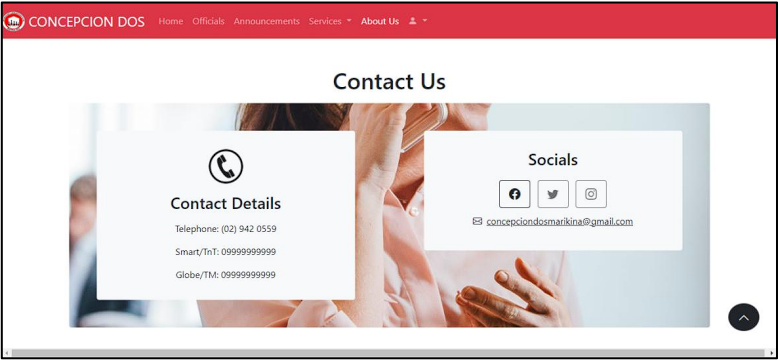 CONCEPCION DOS Home Officials Announcements Services About Us
Contact Us
Contact Details
Telephone: (02) 942 0559
Smart/TnT: 09999999999
Globe/TM: 09999999999
Socials
concepciondosmarikina@gmail.com